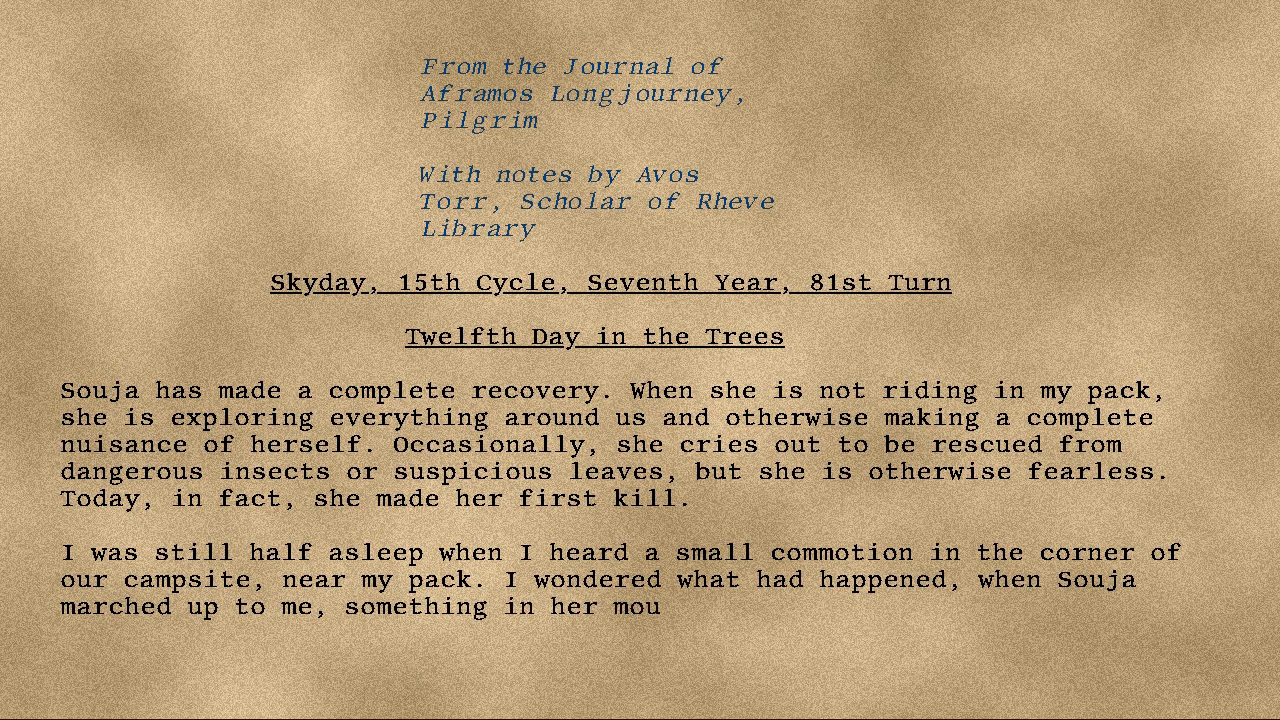 From the Journal of
Aframos Longjourney,
Pilgrim
With notes by Avos
Torr, Scholar of Rheve
Library
Skyday, 15th Cycle, Seventh Year, 81st Turn
Twelfth Day in the Trees
Souja has made a complete recovery. When she is not riding in my pack,
she is exploring everything around us and otherwise making a complete
nuisance of herself. Occasionally, she cries out to be rescued from
dangerous insects or suspicious leaves, but she is otherwise fearless.
Today, in fact, she made her first kill.
I was still half asleep when I heard a small commotion in the corner of
our campsite, near my pack. I wondered what had happened, when Souja
marched up to me, something in her mou